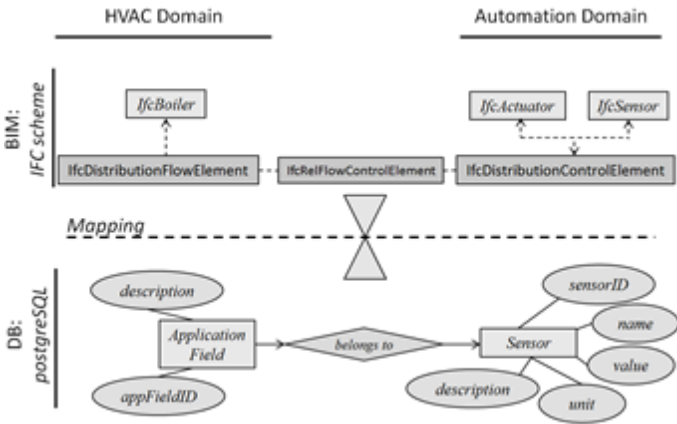 HVAC Domain
Automation Domain
BIM:
IFC scheme
IfcBoiler
IfcActuator
IfcSensor
IfcDistributionFlowElement
IfcRelFlowControlElement
IfcDistributionControlElement
Mapping
DB:
postgreSQL
description
sensorID
Application
Field
belongs to
Sensor
name
value
appFieldID
description
unit